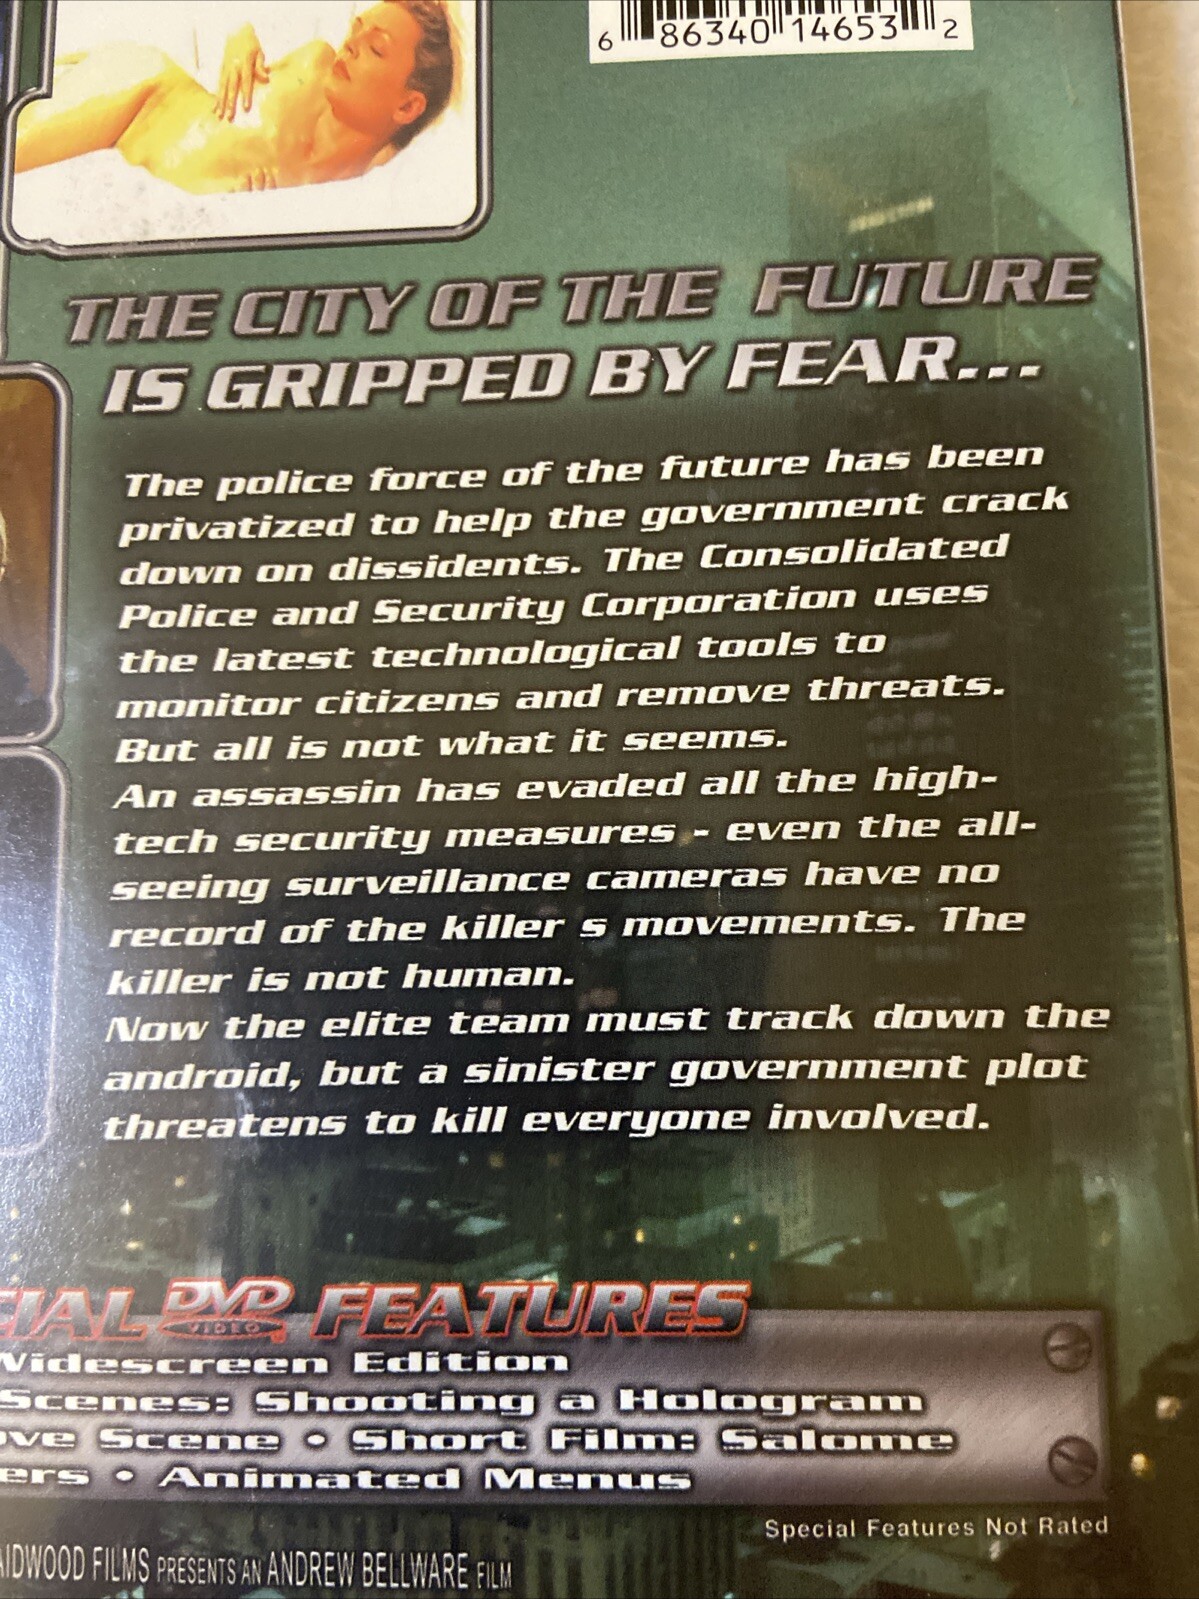 6 86340 14653 2
THE CITY OF THE FUTURE
IS GRIPPED BY FEAR...
The police force of the future has been
privatized to help the government crack
down on dissidents. The Consolidated
Police and Security Corporation uses
the latest technological tools to
monitor citizens and remove threats.
But all is not what it seems.
An assassin has evaded all the high-
tech security measures - even the all-
seeing surveillance cameras have no
record of the killer s movements. The
killer is not human.
Now the elite team must track down the
android, but a sinister government plot
threatens to kill everyone involved.
CIAL DVD VIDEO FEATURES
Widescreen Edition
Scenes: Shooting a Hologram
ove Scene • Short Film: Salome
ers • Animated Menus
Special Features Not Rated
AIDWOOD FILMS PRESENTS AN ANDREW BELLWARE FILM